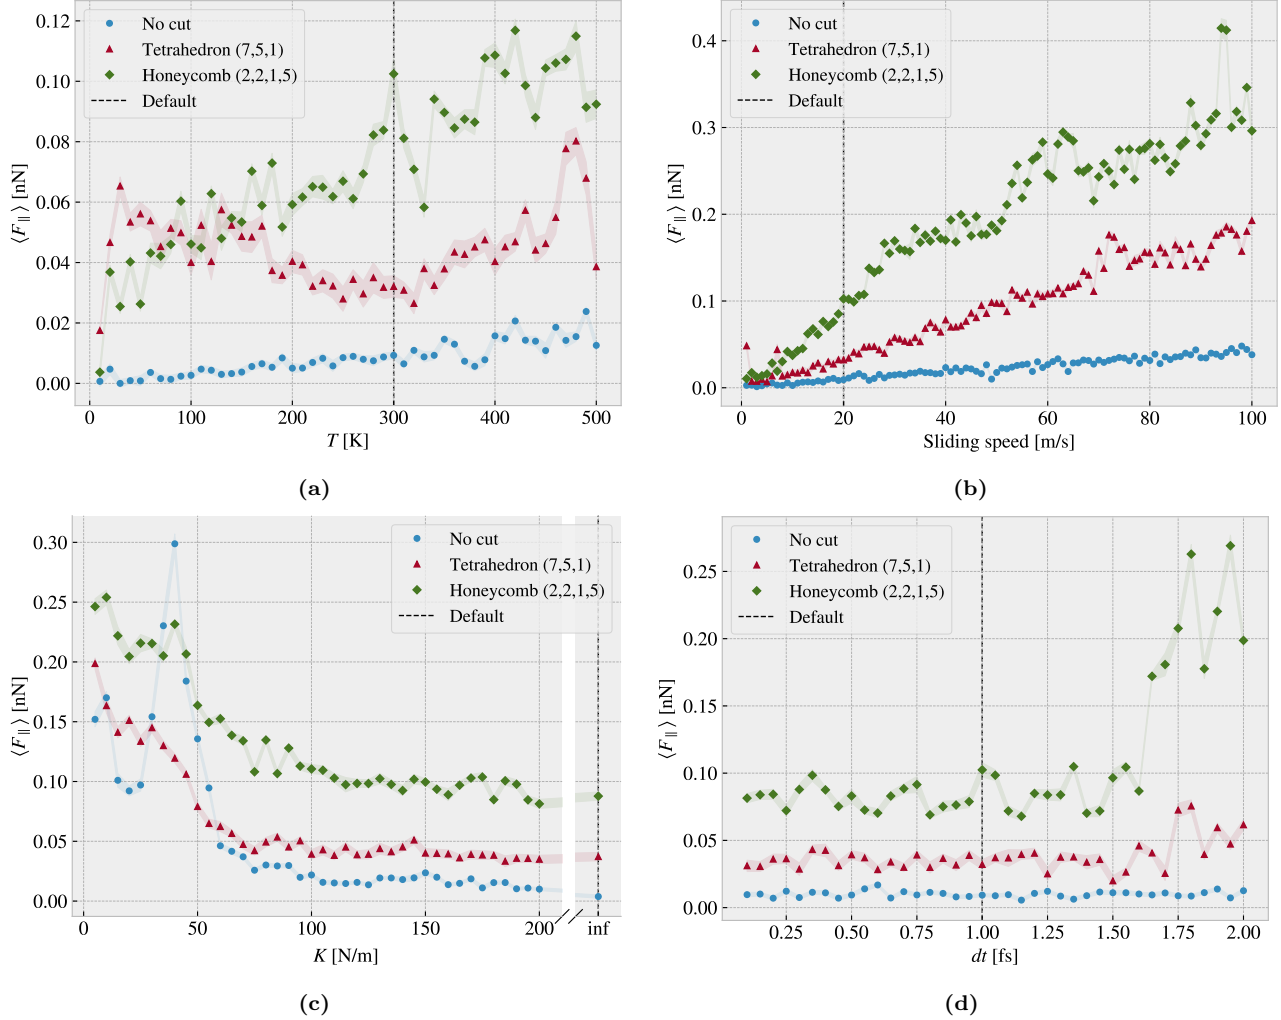 0.12
0.10
0.08
0.06
0.04
0.02
0.00
⟨F∥⟩ [nN]
No cut
Tetrahedron (7,5,1)
Honeycomb (2,2,1,5)
Default
0 100 200 300 400 500
T [K]
(a)
0.4
0.3
0.2
0.1
0.0
⟨F∥⟩ [nN]
No cut
Tetrahedron (7,5,1)
Honeycomb (2,2,1,5)
Default
0 20 40 60 80 100
Sliding speed [m/s]
(b)
0.30
0.25
0.20
0.15
0.10
0.05
0.00
⟨F∥⟩ [nN]
No cut
Tetrahedron (7,5,1)
Honeycomb (2,2,1,5)
Default
0 50 100 150 200 inf
K [N/m]
(c)
0.25
0.20
0.15
0.10
0.05
0.00
⟨F∥⟩ [nN]
No cut
Tetrahedron (7,5,1)
Honeycomb (2,2,1,5)
Default
0.25 0.50 0.75 1.00 1.25 1.50 1.75 2.00
dt [fs]
(d)